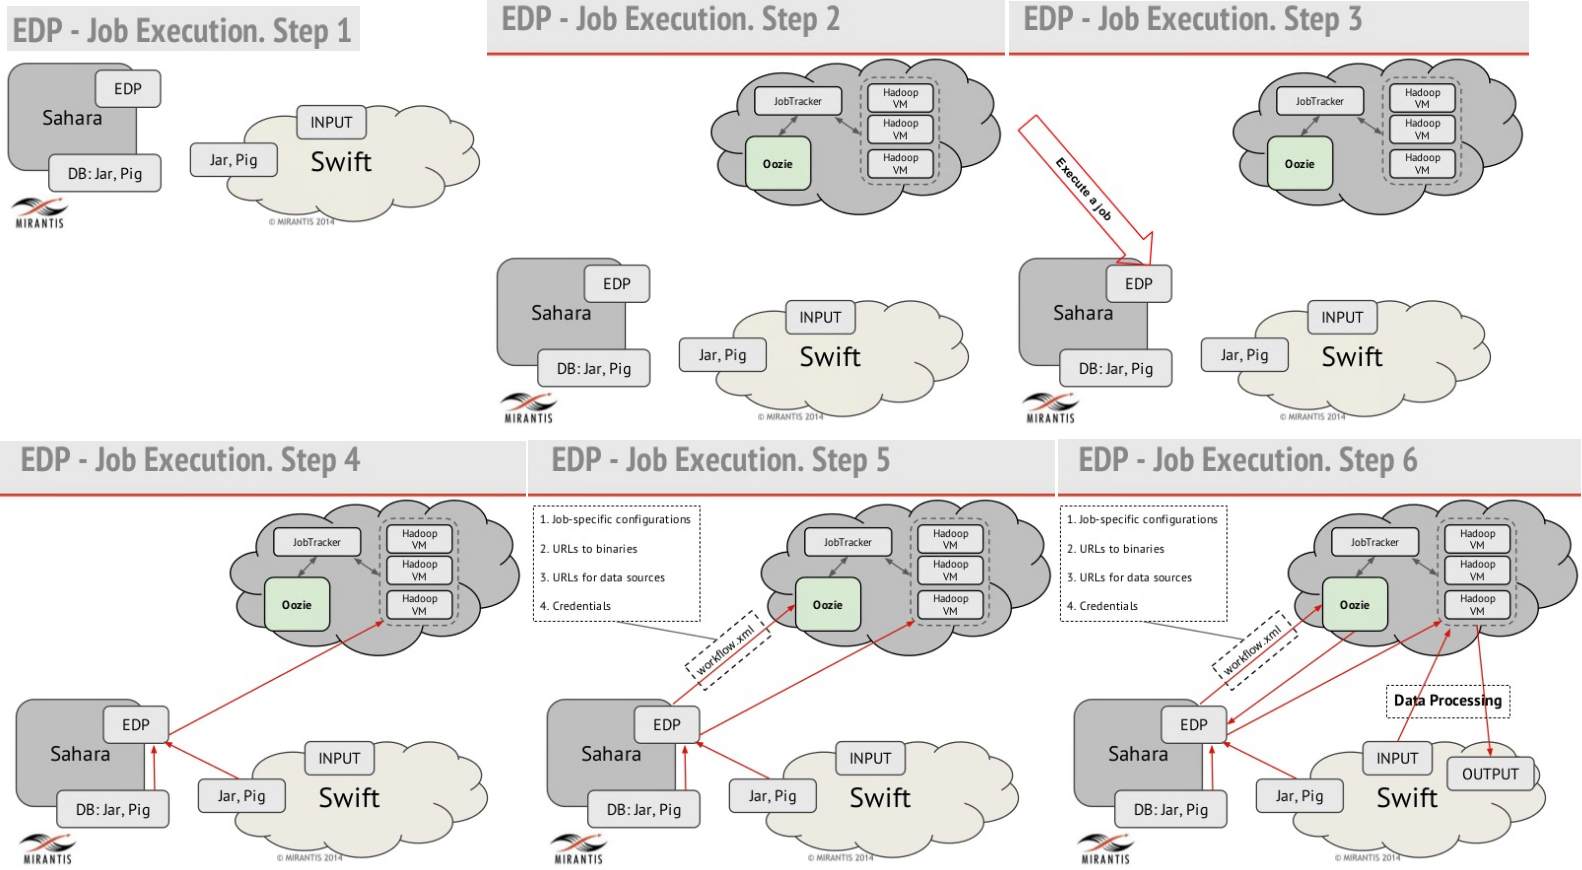 EDP - Job Execution. Step 1
EDP
Sahara
DB: Jar, Pig
INPUT
Jar, Pig
Swift
MIRANTIS
© MIRANTIS 2014
EDP - Job Execution. Step 2
JobTracker
Oozie
Hadoop
VM
Hadoop
VM
Hadoop
VM
EDP
Sahara
DB: Jar, Pig
INPUT
Jar, Pig
Swift
MIRANTIS
© MIRANTIS 2014
EDP - Job Execution. Step 3
JobTracker
Oozie
Hadoop
VM
Hadoop
VM
Hadoop
VM
Execute a job
EDP
Sahara
DB: Jar, Pig
INPUT
Jar, Pig
Swift
MIRANTIS
© MIRANTIS 2014
EDP - Job Execution. Step 4
JobTracker
Oozie
Hadoop
VM
Hadoop
VM
Hadoop
VM
EDP
Sahara
DB: Jar, Pig
INPUT
Jar, Pig
Swift
MIRANTIS
© MIRANTIS 2014
EDP - Job Execution. Step 5
1. Job-specific configurations
2. URLs to binaries
3. URLs for data sources
4. Credentials
JobTracker
Oozie
Hadoop
VM
Hadoop
VM
Hadoop
VM
workflow.xml
EDP
Sahara
DB: Jar, Pig
INPUT
Jar, Pig
Swift
MIRANTIS
© MIRANTIS 2014
EDP - Job Execution. Step 6
1. Job-specific configurations
2. URLs to binaries
3. URLs for data sources
4. Credentials
JobTracker
Oozie
Hadoop
VM
Hadoop
VM
Hadoop
VM
workflow.xml
Data Processing
EDP
Sahara
DB: Jar, Pig
INPUT
OUTPUT
Jar, Pig
Swift
MIRANTIS
© MIRANTIS 2014